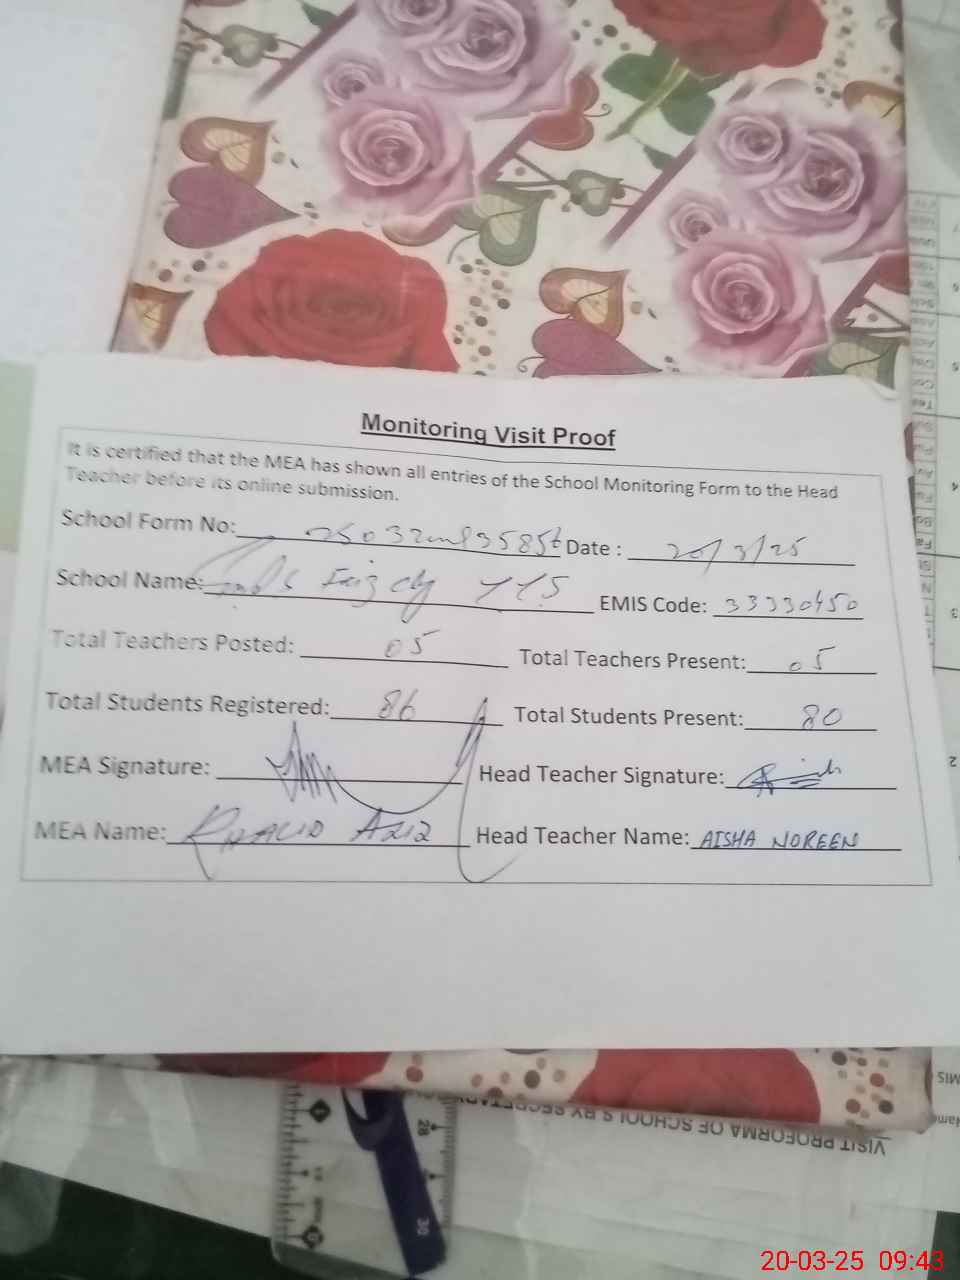 Monitoring Visit Proof
It is certified that the MEA has shown all entries of the School Monitoring Form to the Head
Teacher before its online submission.
School Form No: Date : 20/3/25
School Name: EMIS Code: 33330450
Total Teachers Posted: 05 Total Teachers Present: 05
Total Students Registered: 86 Total Students Present: 80
MEA Signature: Head Teacher Signature:
MEA Name: KHALID AZIZ Head Teacher Name: AISHA NOREEN
VISIT PROFORMA OF SCHOOLS BY SECRETARY
28
30
20-03-25 09:43